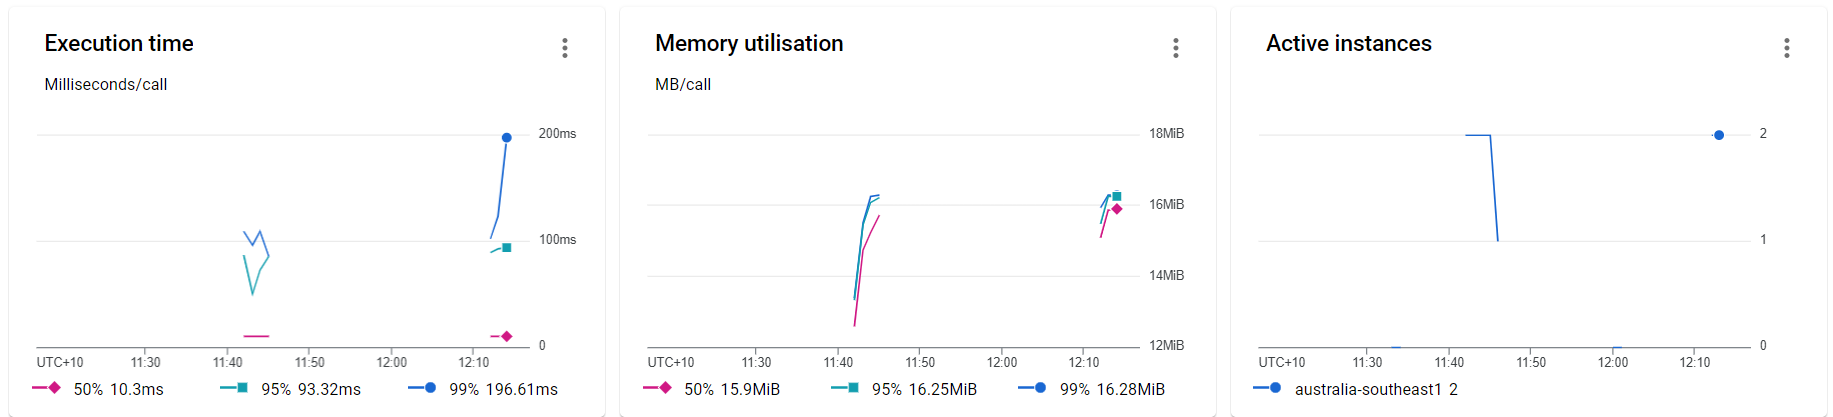 Execution time
Milliseconds/call
200ms
100ms
0
UTC+10 11:30 11:40 11:50 12:00 12:10
50% 10.3ms 95% 93.32ms 99% 196.61ms
Memory utilisation
MB/call
18MiB
16MiB
14MiB
12MiB
UTC+10 11:30 11:40 11:50 12:00 12:10
50% 15.9MiB 95% 16.25MiB 99% 16.28MiB
Active instances
2
1
0
UTC+10 11:30 11:40 11:50 12:00 12:10
australia-southeast1 2